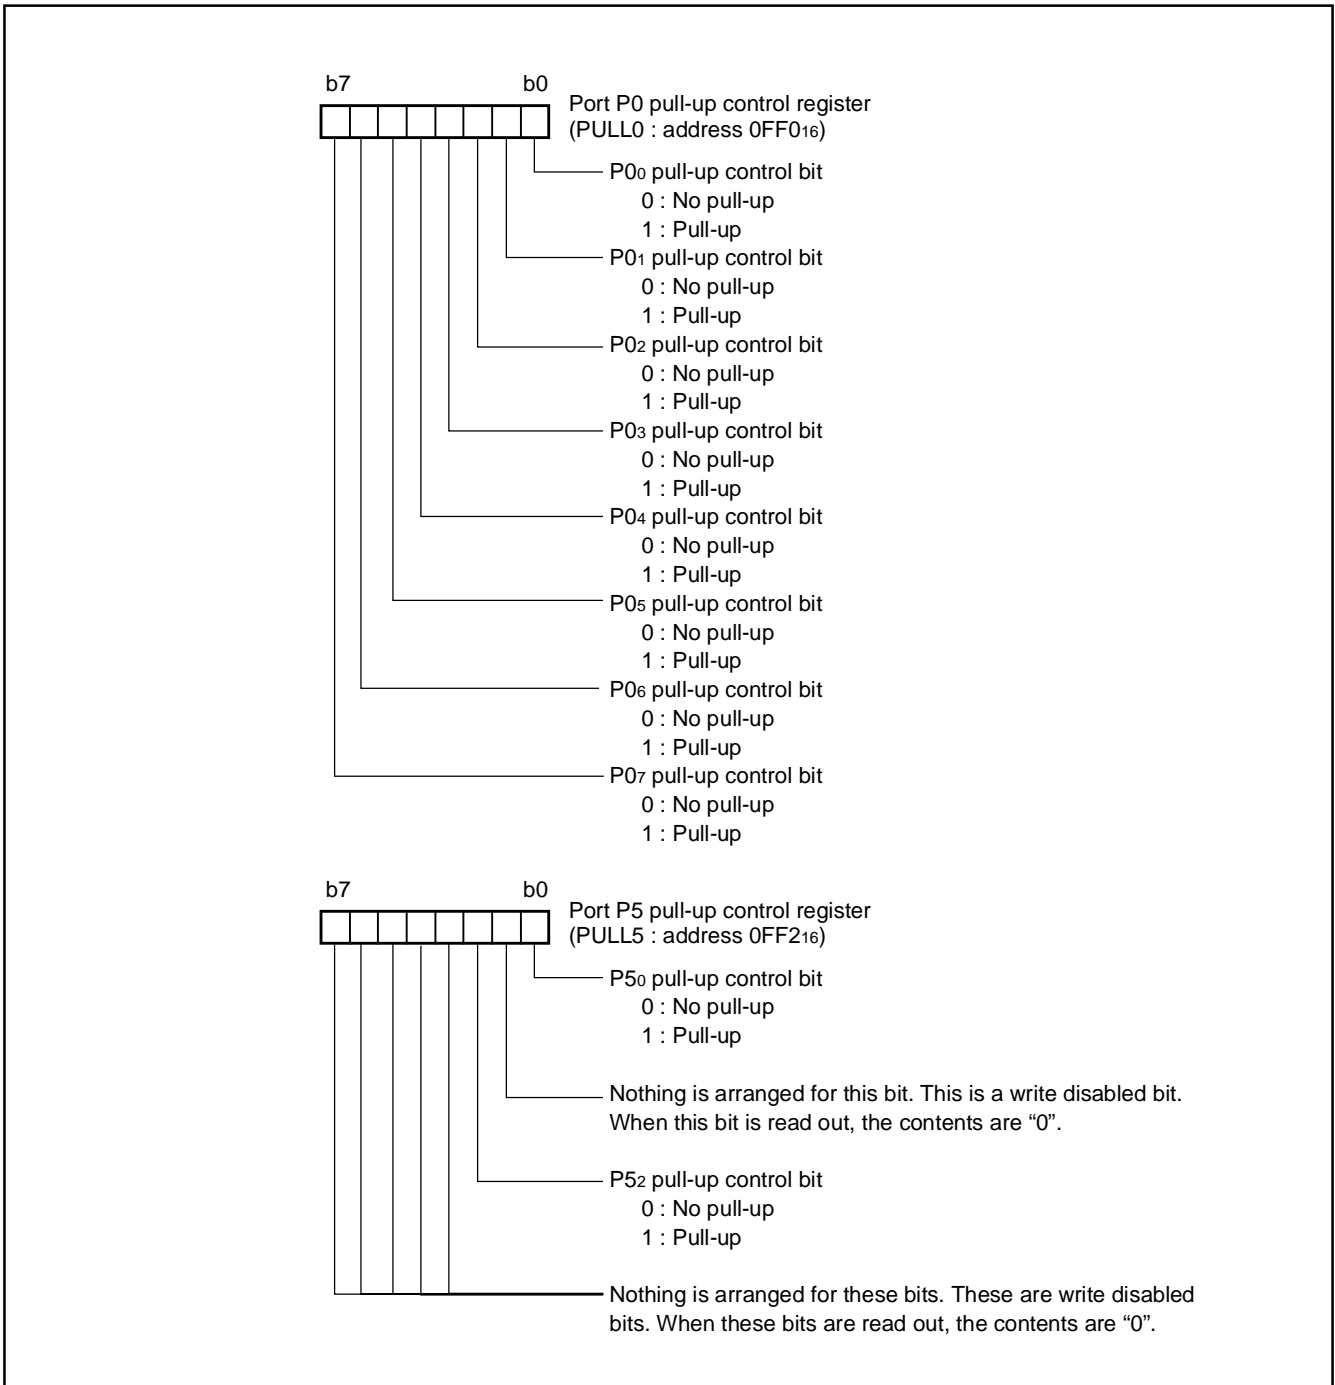 b7 b0
Port P0 pull-up control register
(PULL0 : address 0FF0₁₆)
P0₀ pull-up control bit
0 : No pull-up
1 : Pull-up
P0₁ pull-up control bit
0 : No pull-up
1 : Pull-up
P0₂ pull-up control bit
0 : No pull-up
1 : Pull-up
P0₃ pull-up control bit
0 : No pull-up
1 : Pull-up
P0₄ pull-up control bit
0 : No pull-up
1 : Pull-up
P0₅ pull-up control bit
0 : No pull-up
1 : Pull-up
P0₆ pull-up control bit
0 : No pull-up
1 : Pull-up
P0₇ pull-up control bit
0 : No pull-up
1 : Pull-up
b7 b0
Port P5 pull-up control register
(PULL5 : address 0FF2₁₆)
P5₀ pull-up control bit
0 : No pull-up
1 : Pull-up
Nothing is arranged for this bit. This is a write disabled bit.
When this bit is read out, the contents are “0”.
P5₂ pull-up control bit
0 : No pull-up
1 : Pull-up
Nothing is arranged for these bits. These are write disabled
bits. When these bits are read out, the contents are “0”.